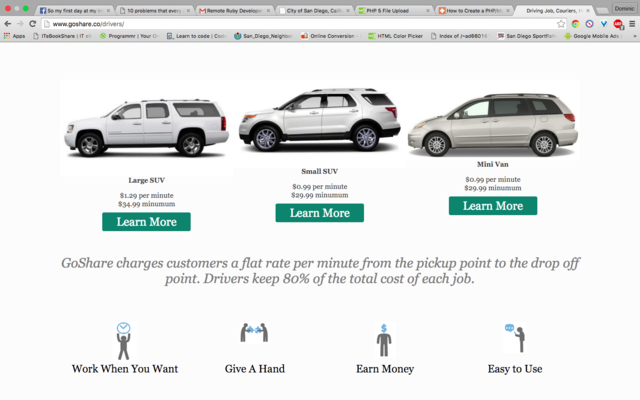 So my first day at my
10 problems that every
Remote Ruby Develope
City of San Diego, Calif
PHP 5 File Upload
How to Create a PHP/M
Driving Job, Couriers, H
Dominic
www.goshare.co/drivers/
Apps
ITeBookShare | IT eB
Programmr | Your On
Learn to code | Code
San_Diego_Neighbor
Online Conversion -
HTML Color Picker
Index of /~ad6801
San Diego Sportfish
Google Mobile Ads
Large SUV
$1.29 per minute
$34.99 minumum
Learn More
Small SUV
$0.99 per minute
$29.99 minumum
Learn More
Mini Van
$0.99 per minute
$29.99 minimum
Learn More
GoShare charges customers a flat rate per minute from the pickup point to the drop off
point. Drivers keep 80% of the total cost of each job.
Work When You Want
Give A Hand
Earn Money
Easy to Use